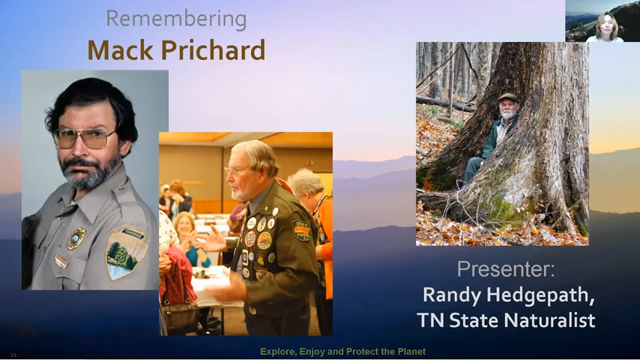 Remembering
Mack Prichard
Presenter:
Randy Hedgepath,
TN State Naturalist
Explore, Enjoy and Protect the Planet